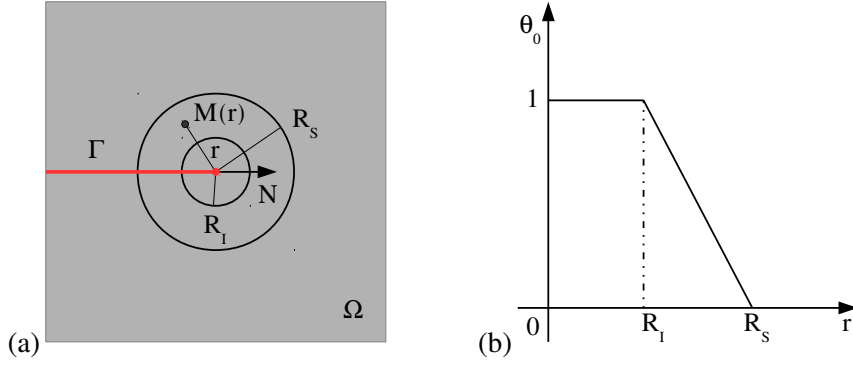 M(r)
R_S
Γ
r
N
R_I
Ω
(a)
θ_0
1
0
R_I
R_S
r
(b)